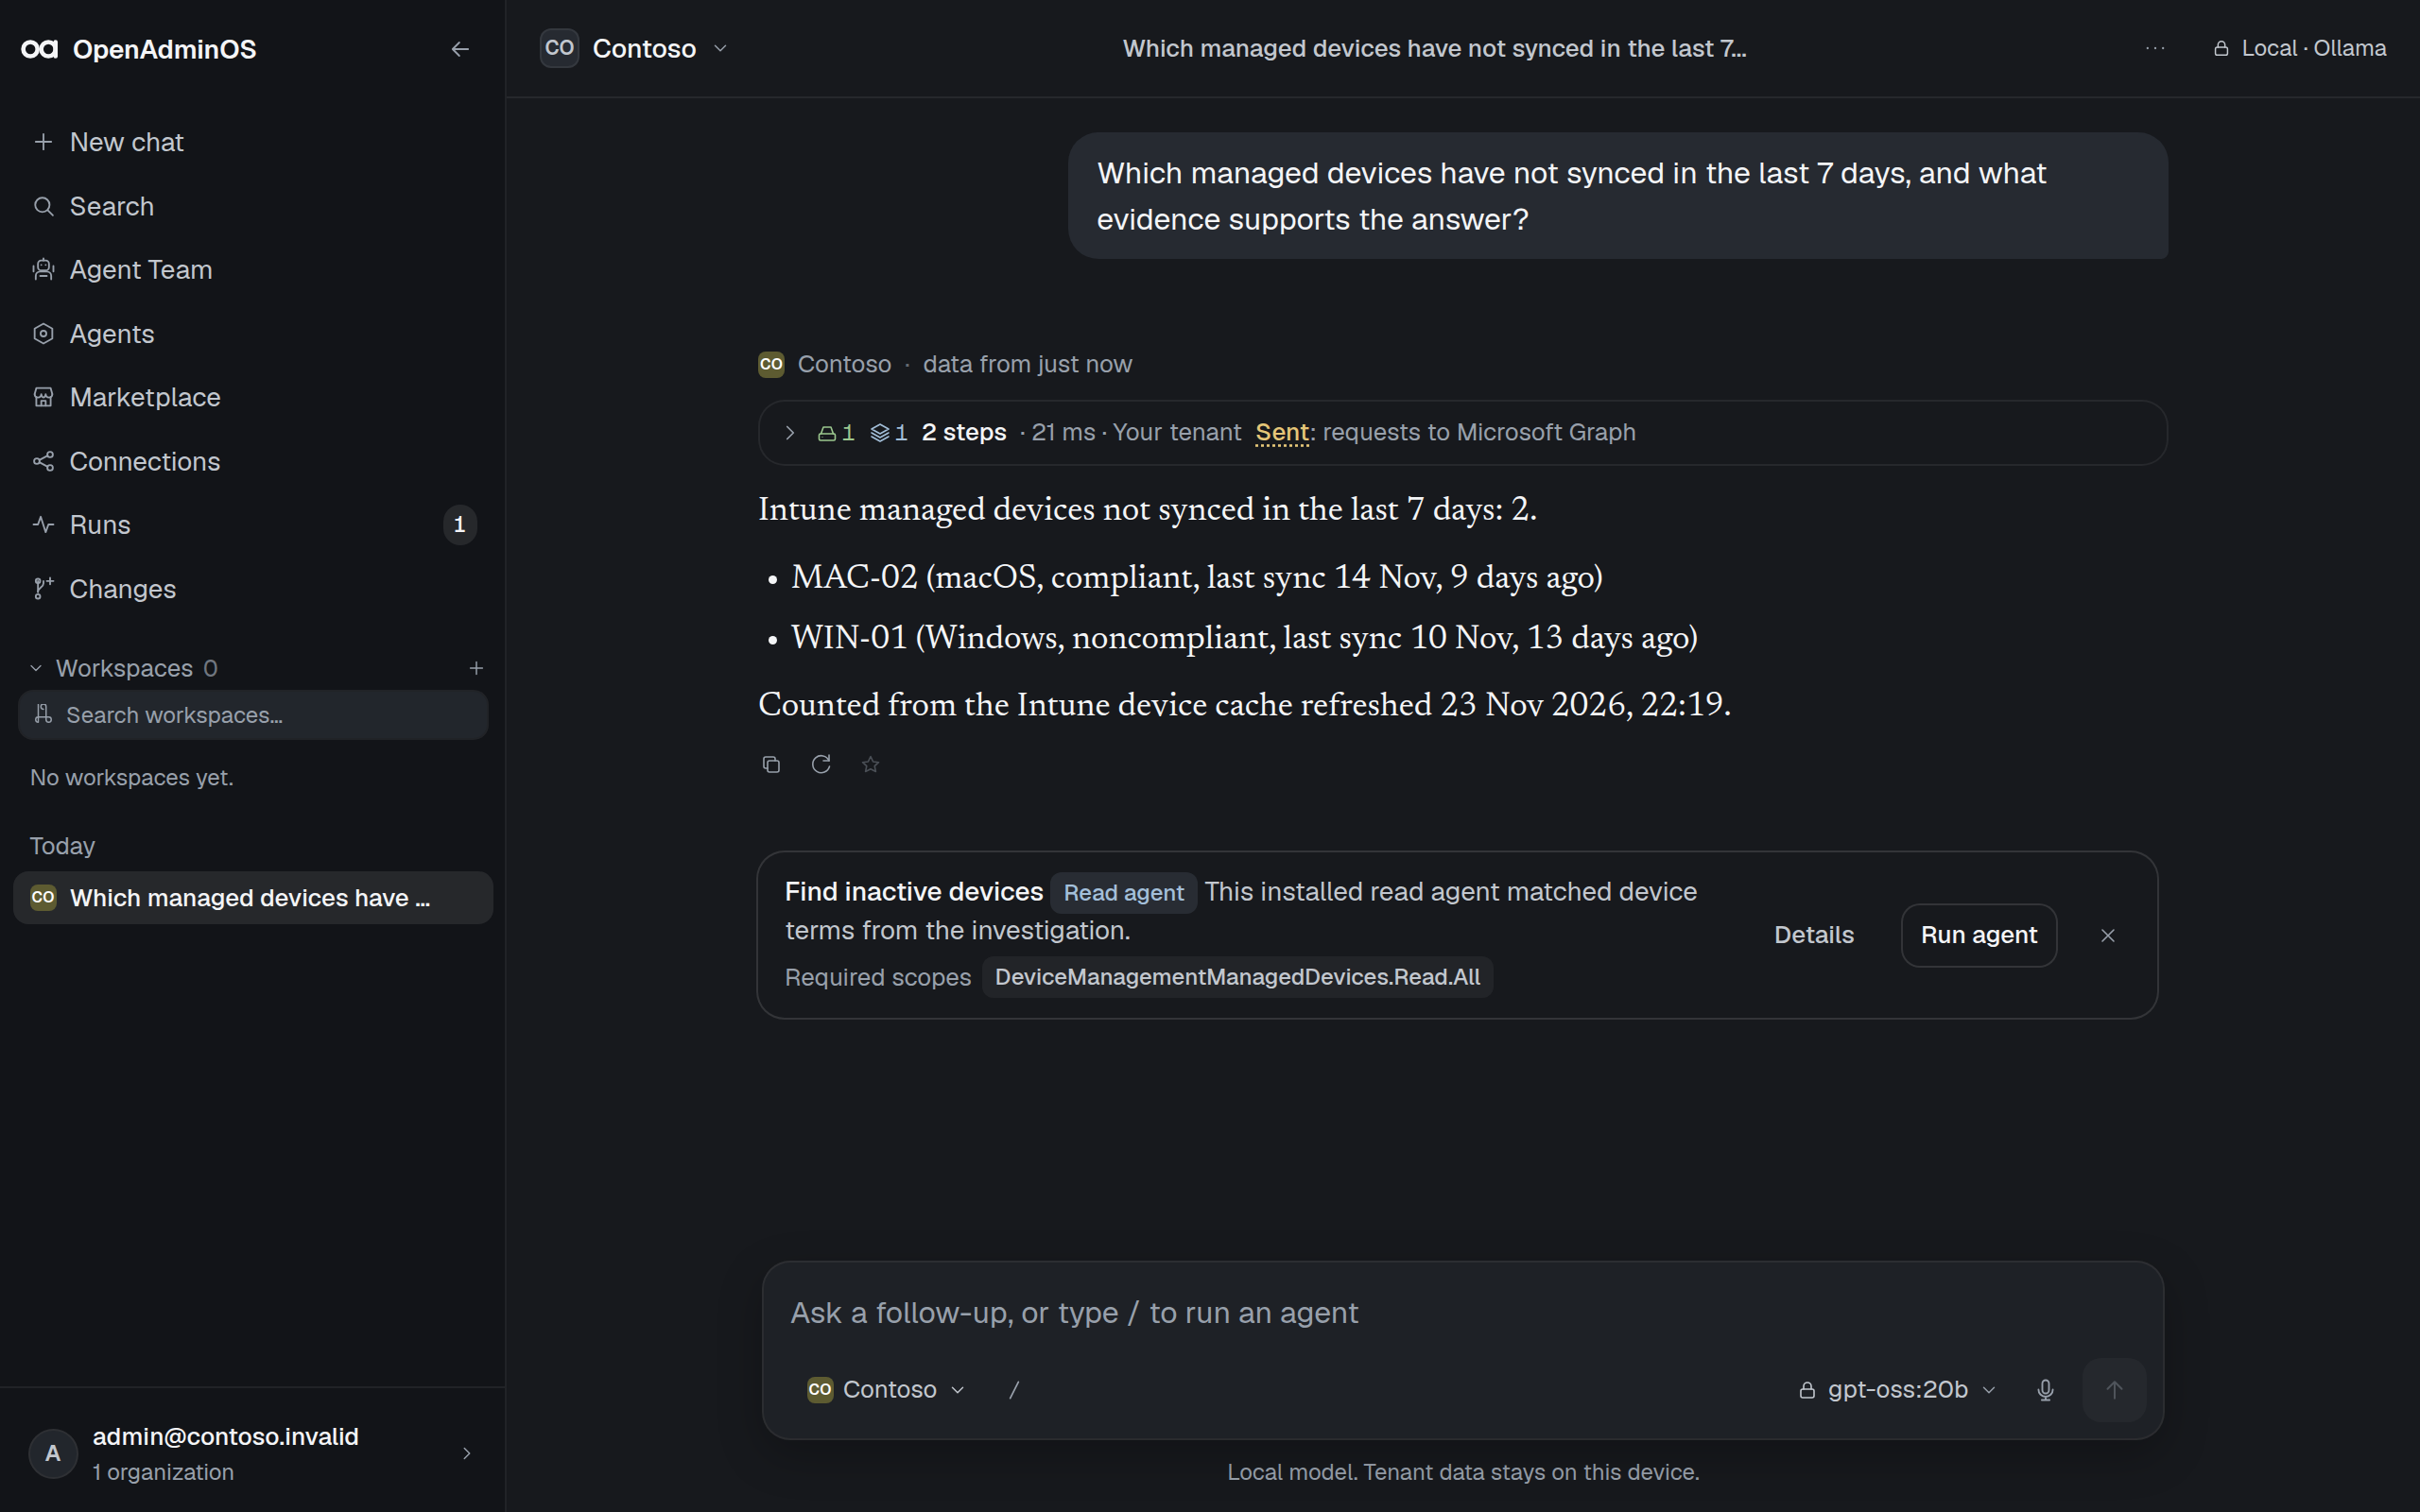 OpenAdminOS
New chat
Search
Agent Team
Agents
Marketplace
Connections
Runs 1
Changes
Workspaces 0
Search workspaces...
No workspaces yet.
Today
CO Which managed devices have ...
A admin@contoso.invalid
1 organization
CO Contoso
Which managed devices have not synced in the last 7...
Local · Ollama
Which managed devices have not synced in the last 7 days, and what
evidence supports the answer?
CO Contoso · data from just now
1 1 2 steps · 21 ms · Your tenant Sent: requests to Microsoft Graph
Intune managed devices not synced in the last 7 days: 2.
• MAC-02 (macOS, compliant, last sync 14 Nov, 9 days ago)
• WIN-01 (Windows, noncompliant, last sync 10 Nov, 13 days ago)
Counted from the Intune device cache refreshed 23 Nov 2026, 22:19.
Find inactive devices Read agent This installed read agent matched device
terms from the investigation.
Required scopes DeviceManagementManagedDevices.Read.All
Details
Run agent
Ask a follow-up, or type / to run an agent
CO Contoso /
gpt-oss:20b
Local model. Tenant data stays on this device.